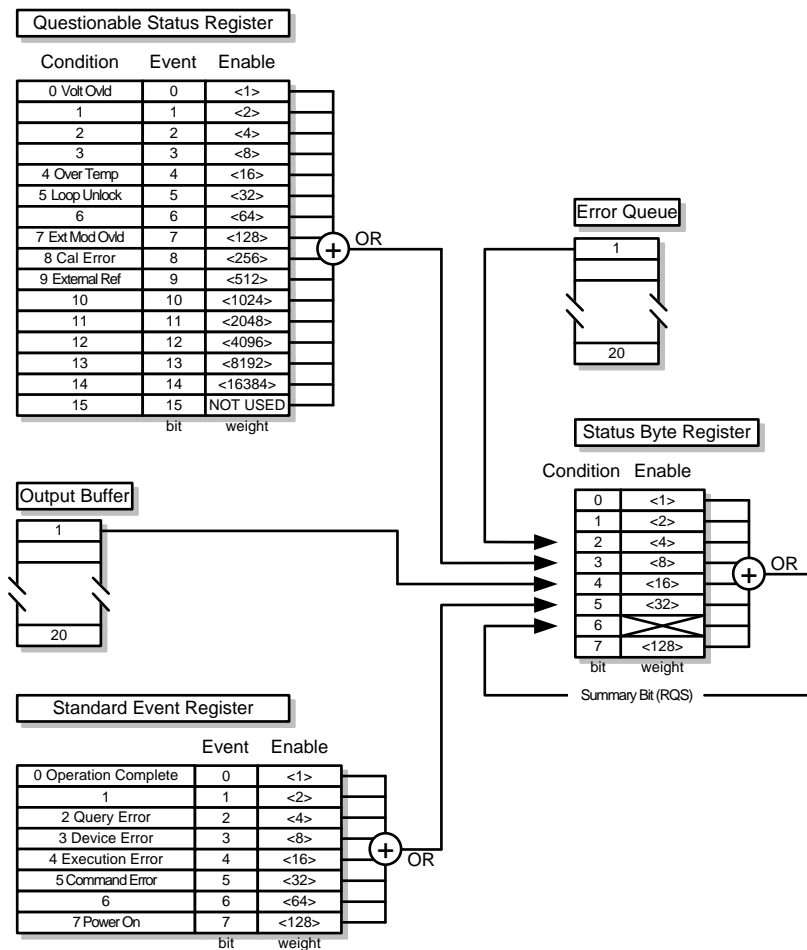 Questionable Status Register
Condition Event Enable
0 Volt Ovld 0 <1>
1 1 <2>
2 2 <4>
3 3 <8>
4 Over Temp 4 <16>
5 Loop Unlock 5 <32>
6 6 <64>
7 Ext Mod Ovld 7 <128>
8 Cal Error 8 <256>
9 External Ref 9 <512>
10 10 <1024>
11 11 <2048>
12 12 <4096>
13 13 <8192>
14 14 <16384>
15 15 NOT USED
bit weight
+ OR
Error Queue
1
20
Status Byte Register
Condition Enable
0 <1>
1 <2>
2 <4>
3 <8>
4 <16>
5 <32>
6
7 <128>
bit weight
+ OR
Summary Bit (RQS)
Output Buffer
1
20
Standard Event Register
Event Enable
0 Operation Complete 0 <1>
1 1 <2>
2 Query Error 2 <4>
3 Device Error 3 <8>
4 Execution Error 4 <16>
5 Command Error 5 <32>
6 6 <64>
7 Power On 7 <128>
bit weight
+ OR